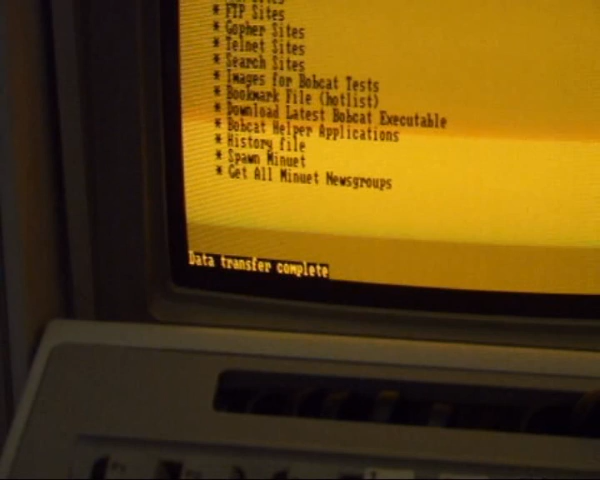 * FTP Sites
* Gopher Sites
* Telnet Sites
* Search Sites
* Images for Bobcat Tests
* Bookmark File (hotlist)
* Download Latest Bobcat Executable
* Bobcat Helper Applications
* History file
* Spawn Minuet
* Get All Minuet Newsgroups
Data transfer complete